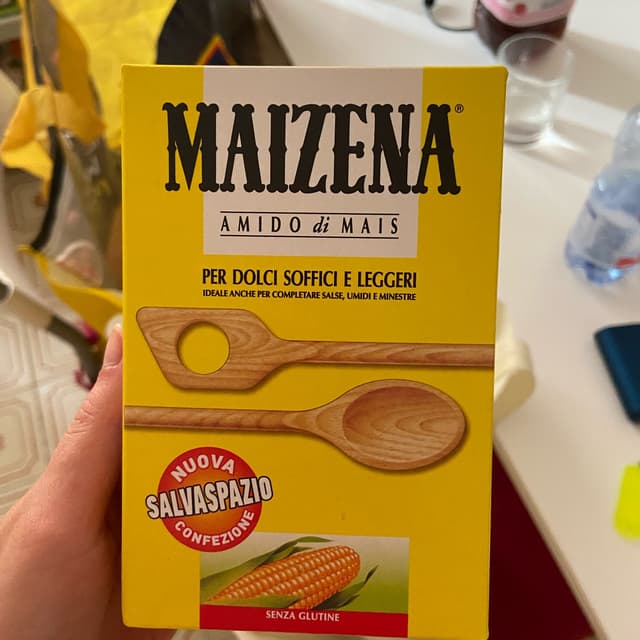 MAIZENA®
AMIDO di MAIS
PER DOLCI SOFFICI E LEGGERI
IDEALE ANCHE PER COMPLETARE SALSE, UMIDI E MINESTRE
NUOVA
SALVASPAZIO
CONFEZIONE
SENZA GLUTINE